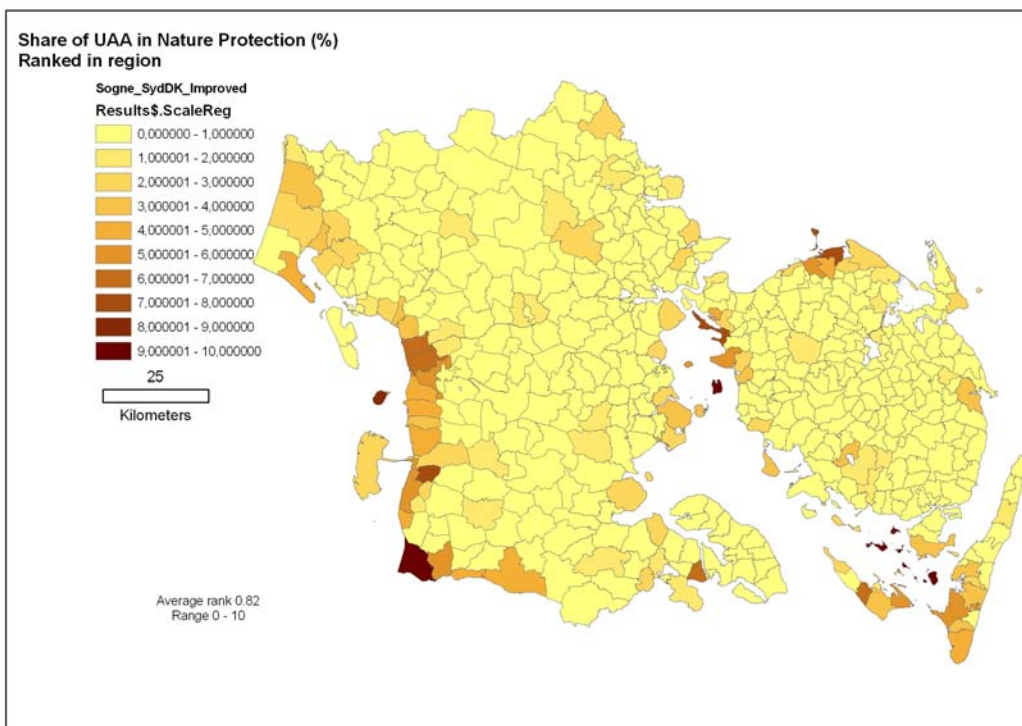 Share of UAA in Nature Protection (%)
Ranked in region
Sogne_SydDK_Improved
Results$.ScaleReg
0,000000 - 1,000000
1,000001 - 2,000000
2,000001 - 3,000000
3,000001 - 4,000000
4,000001 - 5,000000
5,000001 - 6,000000
6,000001 - 7,000000
7,000001 - 8,000000
8,000001 - 9,000000
9,000001 - 10,000000
25
Kilometers
Average rank 0.82
Range 0 - 10